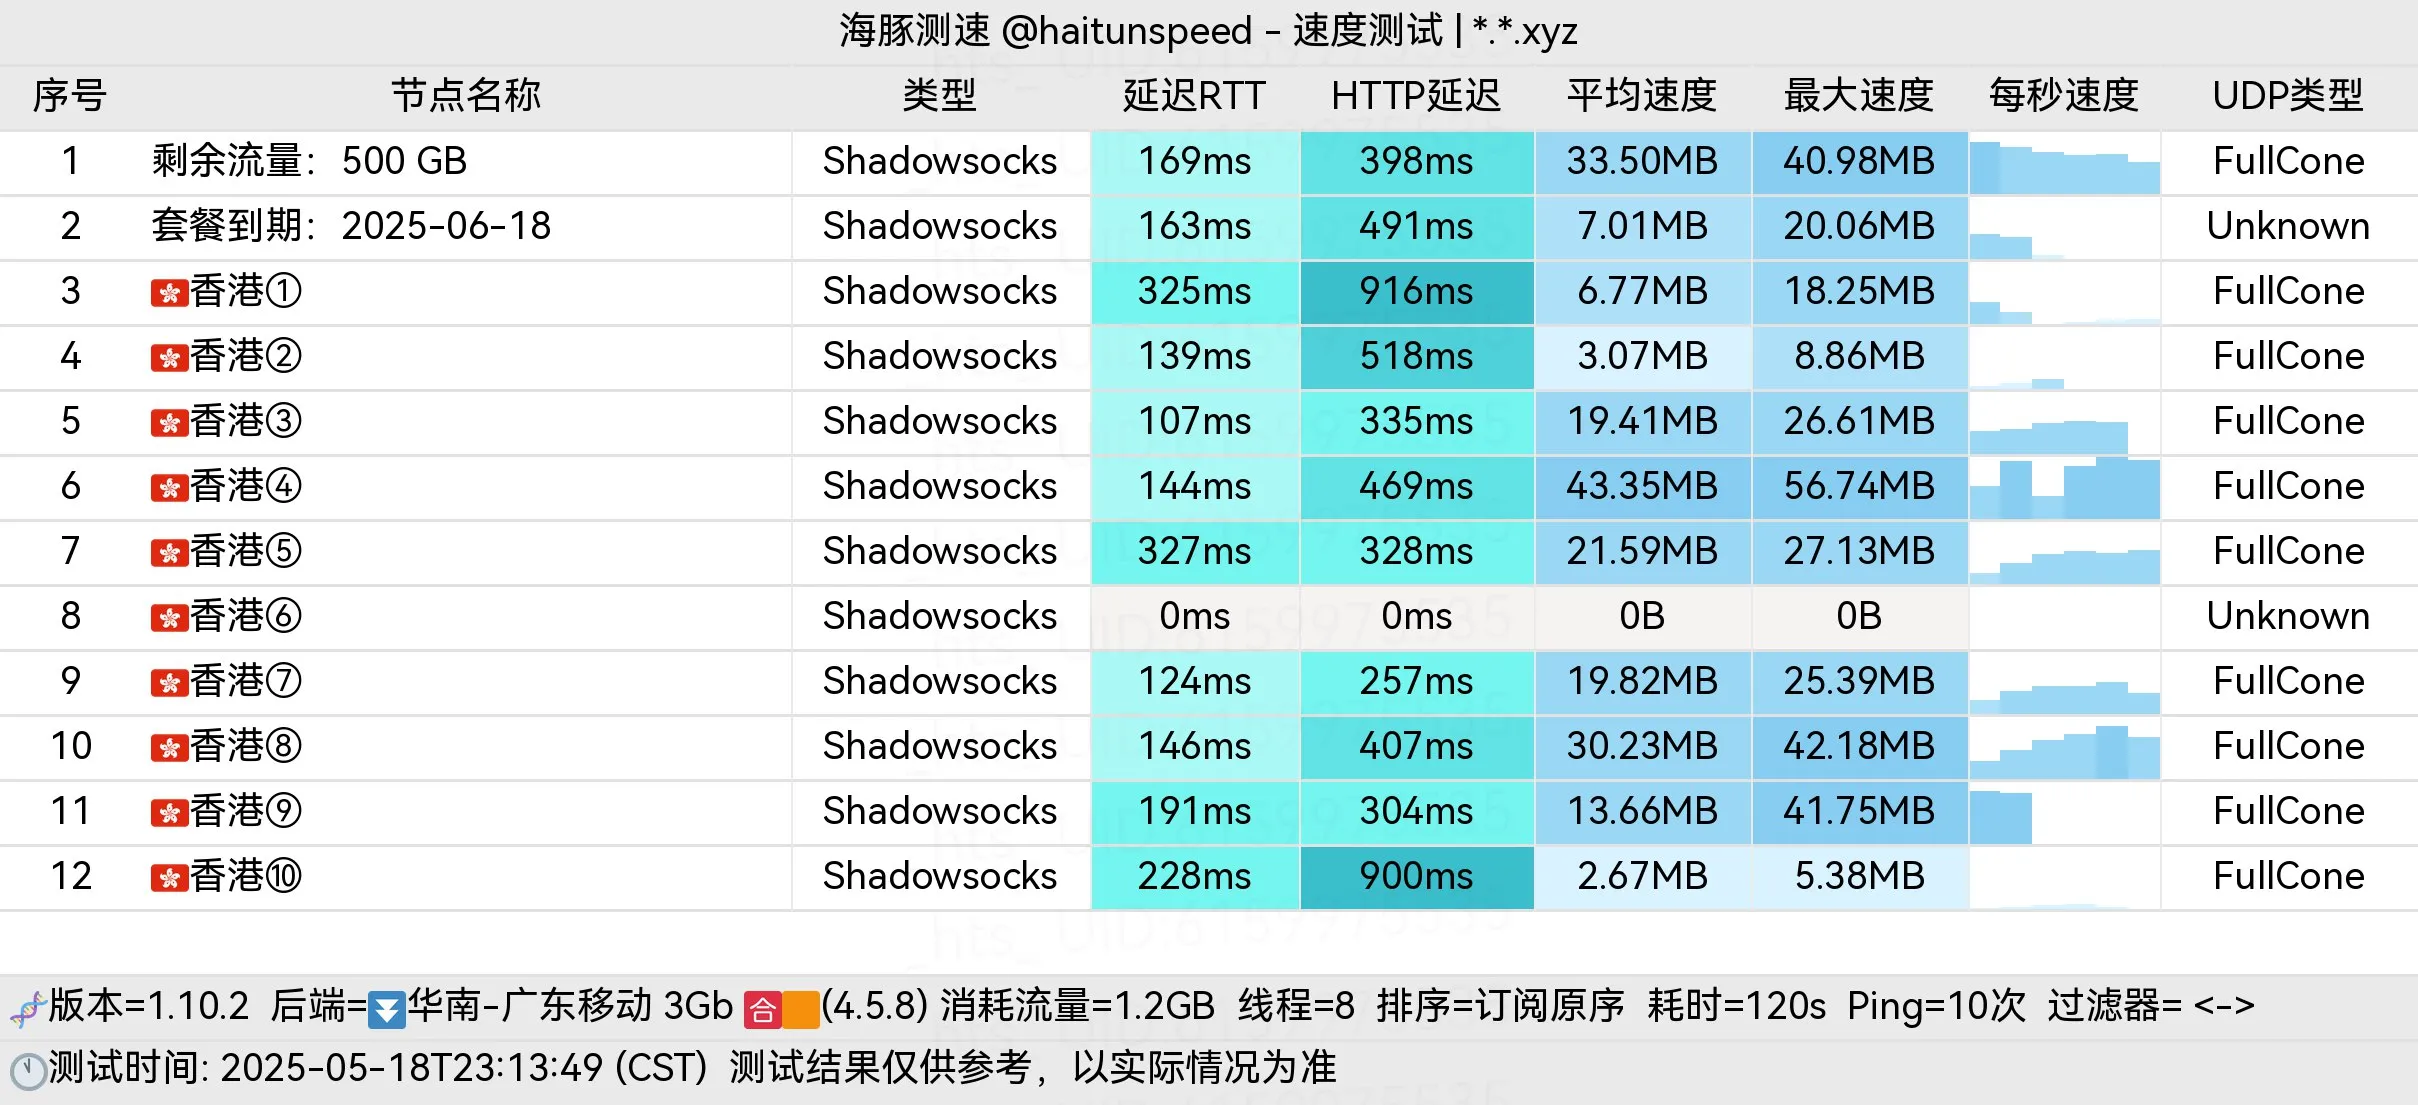 海豚测速 @haitunspeed - 速度测试 | *.*.xyz
序号 节点名称 类型 延迟RTT HTTP延迟 平均速度 最大速度 每秒速度 UDP类型
1 剩余流量：500 GB Shadowsocks 169ms 398ms 33.50MB 40.98MB FullCone
2 套餐到期：2025-06-18 Shadowsocks 163ms 491ms 7.01MB 20.06MB Unknown
3 🇭🇰香港① Shadowsocks 325ms 916ms 6.77MB 18.25MB FullCone
4 🇭🇰香港② Shadowsocks 139ms 518ms 3.07MB 8.86MB FullCone
5 🇭🇰香港③ Shadowsocks 107ms 335ms 19.41MB 26.61MB FullCone
6 🇭🇰香港④ Shadowsocks 144ms 469ms 43.35MB 56.74MB FullCone
7 🇭🇰香港⑤ Shadowsocks 327ms 328ms 21.59MB 27.13MB FullCone
8 🇭🇰香港⑥ Shadowsocks 0ms 0ms 0B 0B Unknown
9 🇭🇰香港⑦ Shadowsocks 124ms 257ms 19.82MB 25.39MB FullCone
10 🇭🇰香港⑧ Shadowsocks 146ms 407ms 30.23MB 42.18MB FullCone
11 🇭🇰香港⑨ Shadowsocks 191ms 304ms 13.66MB 41.75MB FullCone
12 🇭🇰香港⑩ Shadowsocks 228ms 900ms 2.67MB 5.38MB FullCone
🧬版本=1.10.2 后端=⏬华南-广东移动 3Gb 🈴🟧(4.5.8) 消耗流量=1.2GB 线程=8 排序=订阅原序 耗时=120s Ping=10次 过滤器= <->
🕚测试时间: 2025-05-18T23:13:49 (CST) 测试结果仅供参考，以实际情况为准